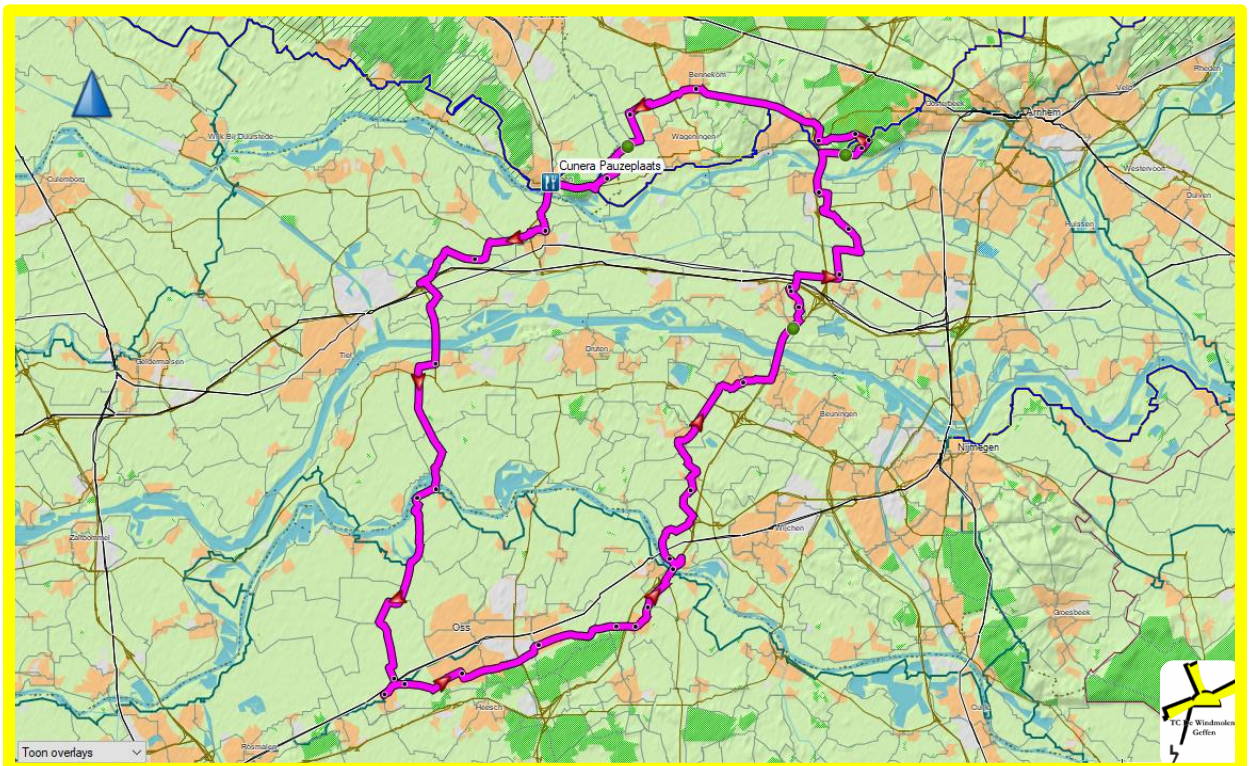 Bennekom
Rheden
Velp
Oosterbeek
Arnhem
Wijk Bij Duurstede
Wageningen
Cunera Pauzeplaats
Westervoort
Culemborg
Duiven
Huissen
Geldermalsen
Tiel
Druten
Beuningen
Nijmegen
Wijchen
Zaltbommel
Groesbeek
Oss
Heesch
Cuijk
Rosmalen
TC De Windmolen
Geffen
Toon overlays